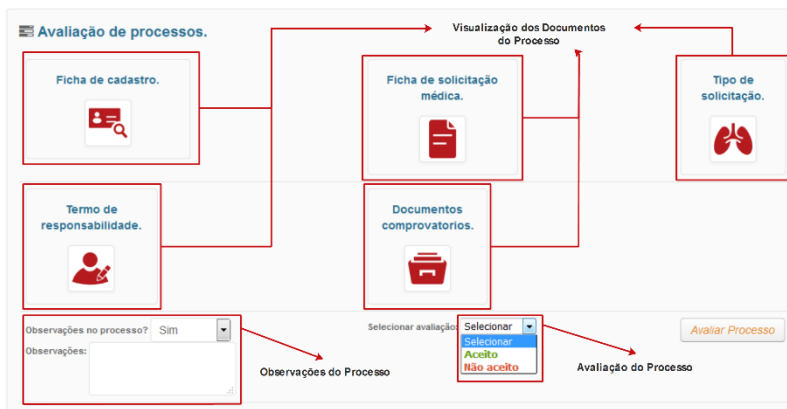 Avaliação de processos.
Visualização dos Documentos
do Processo
Ficha de cadastro.
Ficha de solicitação
médica.
Tipo de
solicitação.
Termo de
responsabilidade.
Documentos
comprovatorios.
Observações no processo? Sim
Selecionar avaliação: Selecionar
Avaliar Processo
Selecionar
Aceito
Não aceito
Observações:
Observações do Processo
Avaliação do Processo